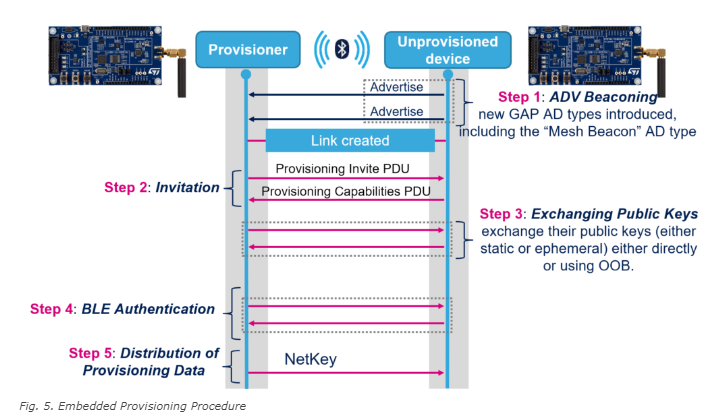 Provisioner
Unprovisioned
device
Advertise
Step 1: ADV Beaconing
new GAP AD types introduced,
including the “Mesh Beacon” AD type
Advertise
Link created
Provisioning Invite PDU
Step 2: Invitation
Provisioning Capabilities PDU
Step 3: Exchanging Public Keys
exchange their public keys (either
static or ephemeral) either directly
or using OOB.
Step 4: BLE Authentication
Step 5: Distribution of
Provisioning Data
NetKey
Fig. 5. Embedded Provisioning Procedure